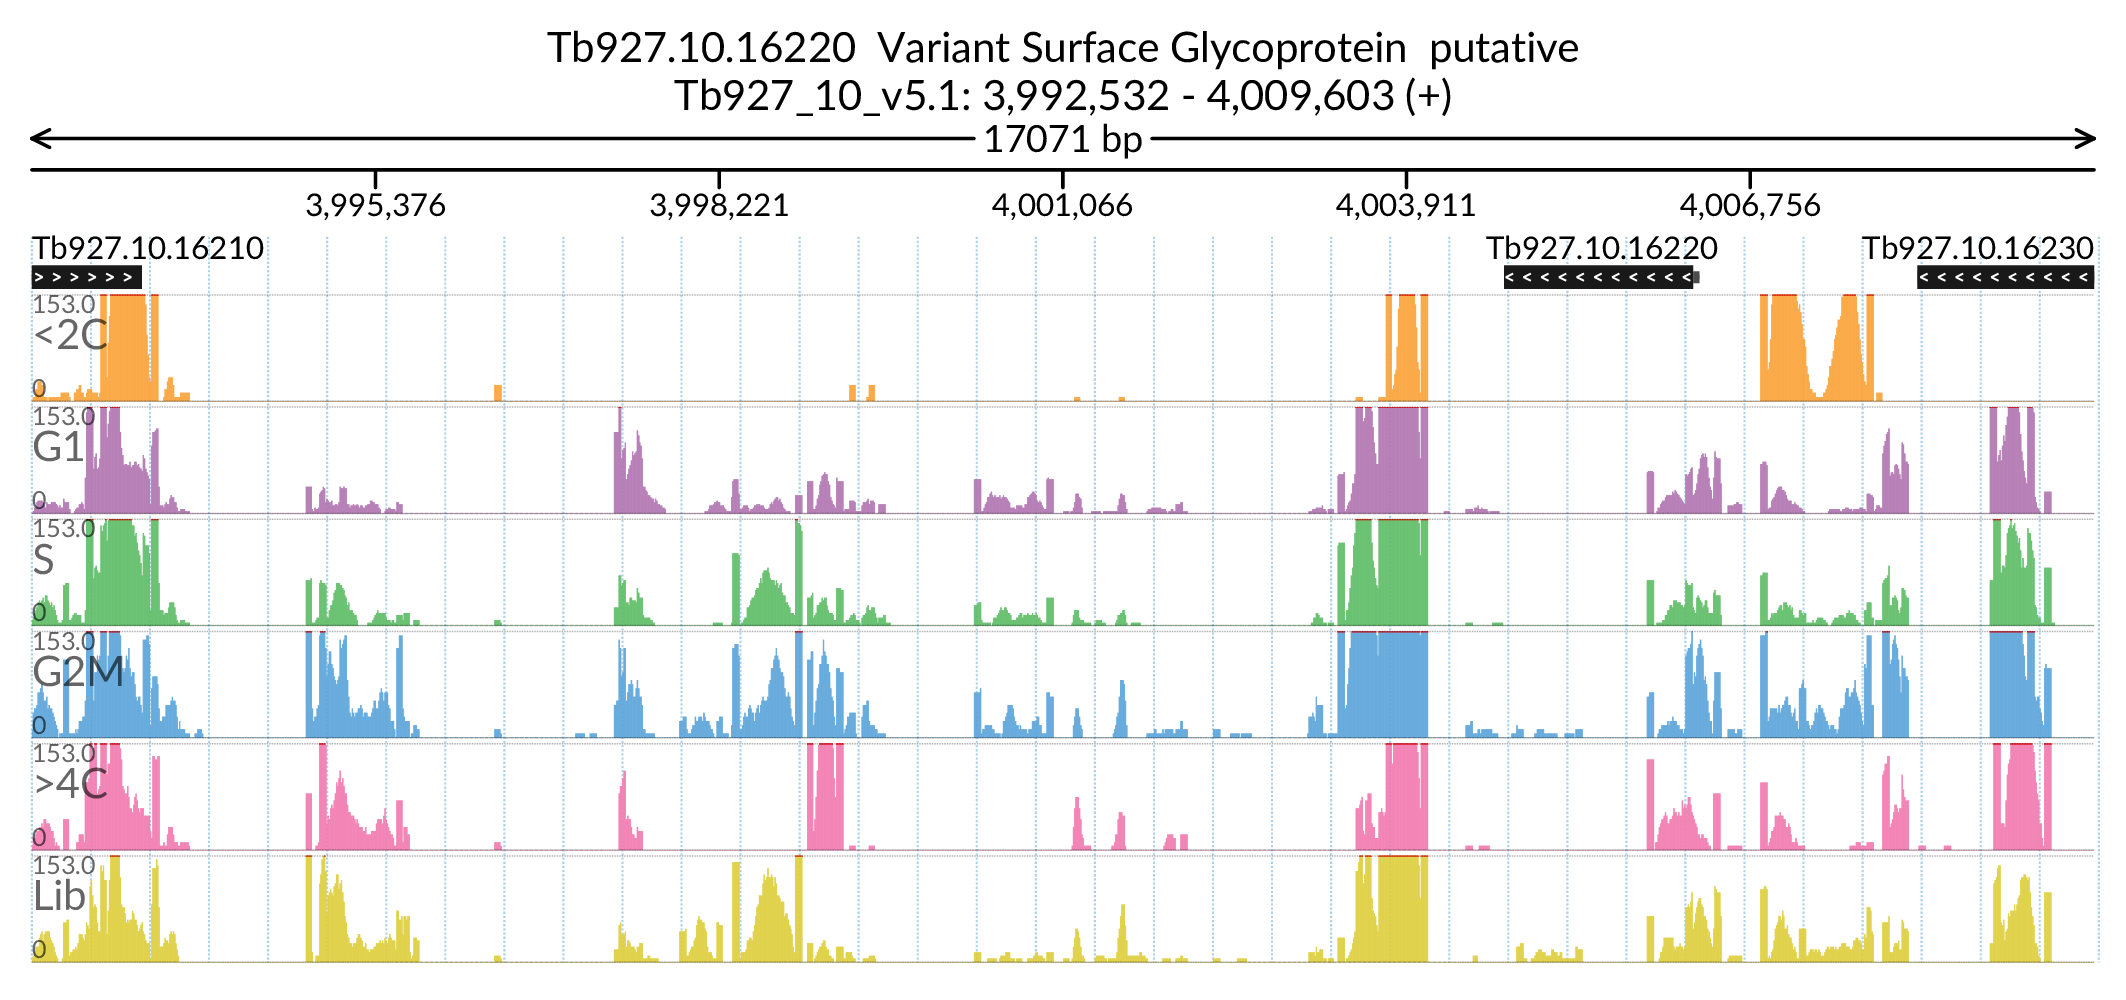 Tb927.10.16220  Variant Surface Glycoprotein  putative
Tb927_10_v5.1: 3,992,532 - 4,009,603 (+)
17071 bp
3,995,376 3,998,221 4,001,066 4,003,911 4,006,756
Tb927.10.16210 Tb927.10.16220 Tb927.10.16230
153.0
<2C
0
153.0
G1
0
153.0
S
0
153.0
G2M
0
153.0
>4C
0
153.0
Lib
0